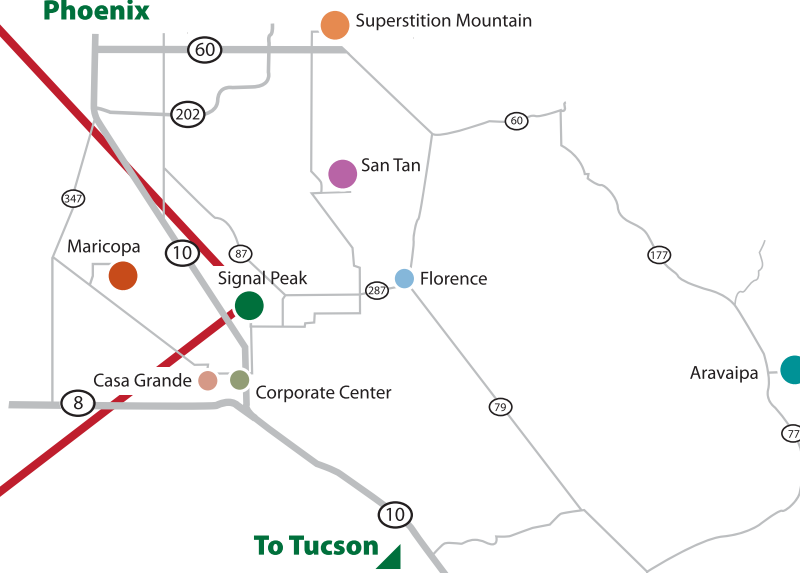 Phoenix
Superstition Mountain
60
202
60
San Tan
347
Maricopa
10
87
177
Signal Peak
287
Florence
Aravaipa
Casa Grande
Corporate Center
8
79
77
10
To Tucson